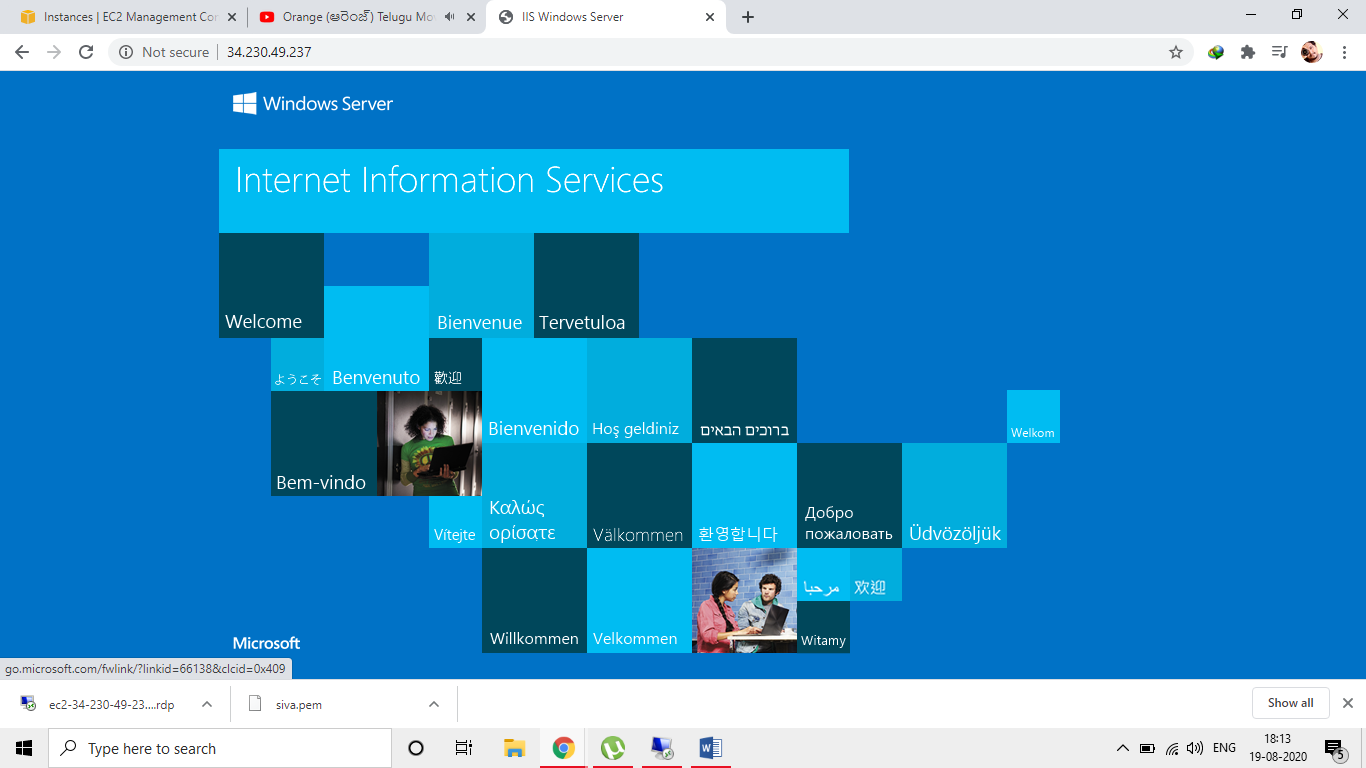 Instances | EC2 Management Con
Orange (ఆరెంజ్) Telugu Mo
IIS Windows Server
Not secure
34.230.49.237
Windows Server
Internet Information Services
Welcome
Bienvenue
Tervetuloa
ようこそ
Benvenuto
歡迎
Bienvenido
Hoş geldiniz
ברוכים הבאים
Welkom
Bem-vindo
Vítejte
Καλώς
ορίσατε
Välkommen
환영합니다
Добро
пожаловать
Üdvözöljük
Willkommen
Velkommen
مرحبا
欢迎
Witamy
Microsoft
go.microsoft.com/fwlink/?linkid=66138&clcid=0x409
ec2-34-230-49-23....rdp
siva.pem
Show all
Type here to search
ENG
18:13
19-08-2020
5